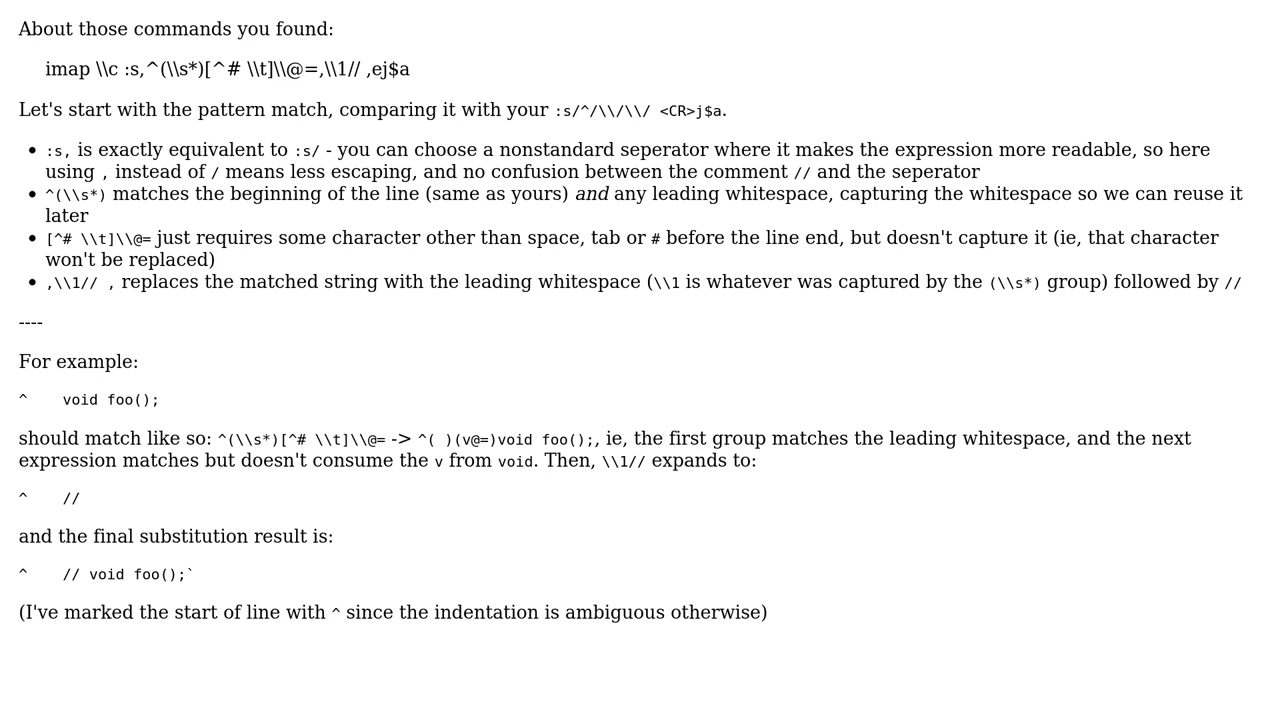 About those commands you found:
imap \\c :s,^(\\s*)[^# \\t]\\@=,\\1// ,ej$a
Let's start with the pattern match, comparing it with your :s/^/\\/\\/ <CR>j$a.
• :s, is exactly equivalent to :s/ - you can choose a nonstandard seperator where it makes the expression more readable, so here
using , instead of / means less escaping, and no confusion between the comment // and the seperator
• ^(\\s*) matches the beginning of the line (same as yours) and any leading whitespace, capturing the whitespace so we can reuse it
later
• [^# \\t]\\@= just requires some character other than space, tab or # before the line end, but doesn't capture it (ie, that character
won't be replaced)
• ,\\1// , replaces the matched string with the leading whitespace (\\1 is whatever was captured by the (\\s*) group) followed by //
----
For example:
^    void foo();
should match like so: ^(\\s*)[^# \\t]\\@= -> ^( )(v@=)void foo();, ie, the first group matches the leading whitespace, and the next
expression matches but doesn't consume the v from void. Then, \\1// expands to:
^    //
and the final substitution result is:
^    // void foo();`
(I've marked the start of line with ^ since the indentation is ambiguous otherwise)